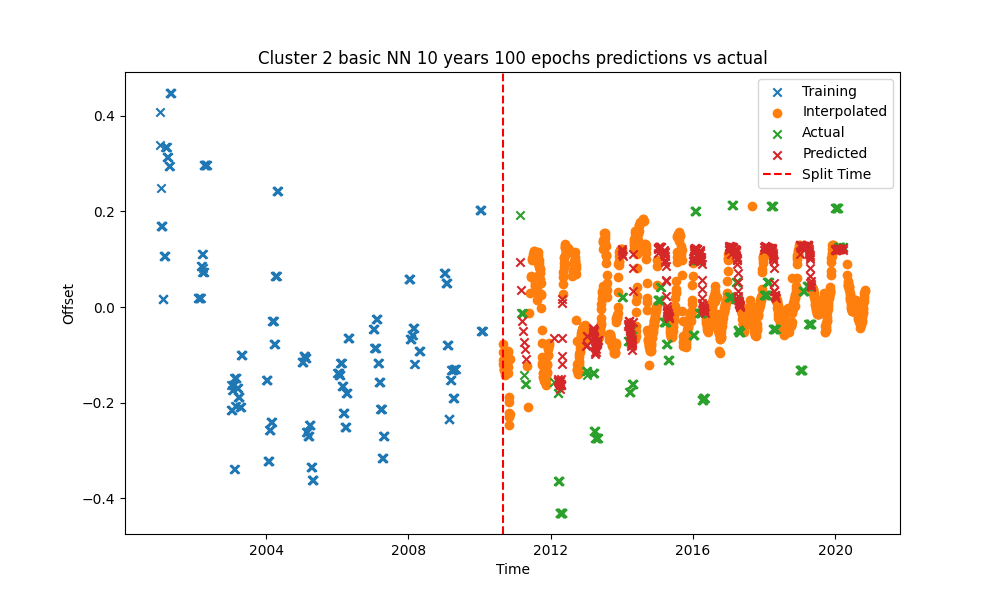 Cluster 2 basic NN 10 years 100 epochs predictions vs actual
Training
Interpolated
Actual
Predicted
Split Time
0.4
0.2
0.0
−0.2
−0.4
Offset
2004
2008
2012
2016
2020
Time